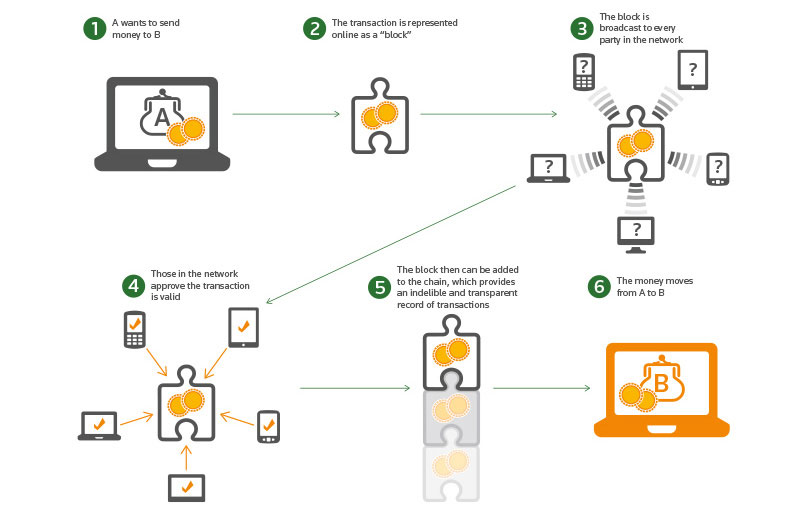 1
A wants to send
money to B
2
The transaction is represented
online as a “block”
3
The block is
broadcast to every
party in the network
A
?
?
?
?
?
4
Those in the network
approve the transaction
is valid
5
The block then can be added
to the chain, which provides
an indelible and transparent
record of transactions
6
The money moves
from A to B
B